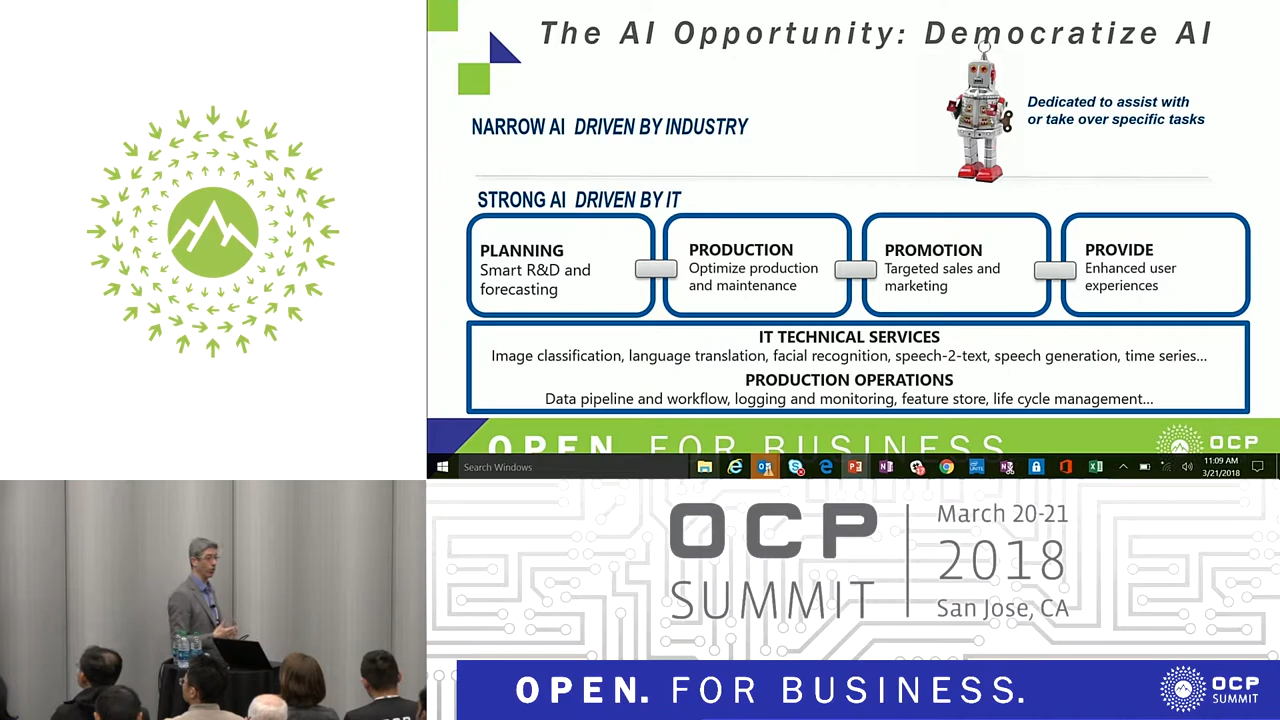 The AI Opportunity: Democratize AI
Dedicated to assist with
or take over specific tasks
NARROW AI DRIVEN BY INDUSTRY
STRONG AI DRIVEN BY IT
PLANNING
Smart R&D and
forecasting
PRODUCTION
Optimize production
and maintenance
PROMOTION
Targeted sales and
marketing
PROVIDE
Enhanced user
experiences
IT TECHNICAL SERVICES
Image classification, language translation, facial recognition, speech-2-text, speech generation, time series...
PRODUCTION OPERATIONS
Data pipeline and workflow, logging and monitoring, feature store, life cycle management...
OPEN. FOR BUSINESS.
OCP
Search Windows
11:09 AM
3/21/2018
OCP
SUMMIT
March 20-21
2018
San Jose, CA
OPEN. FOR BUSINESS.
OCP
SUMMIT
OCP